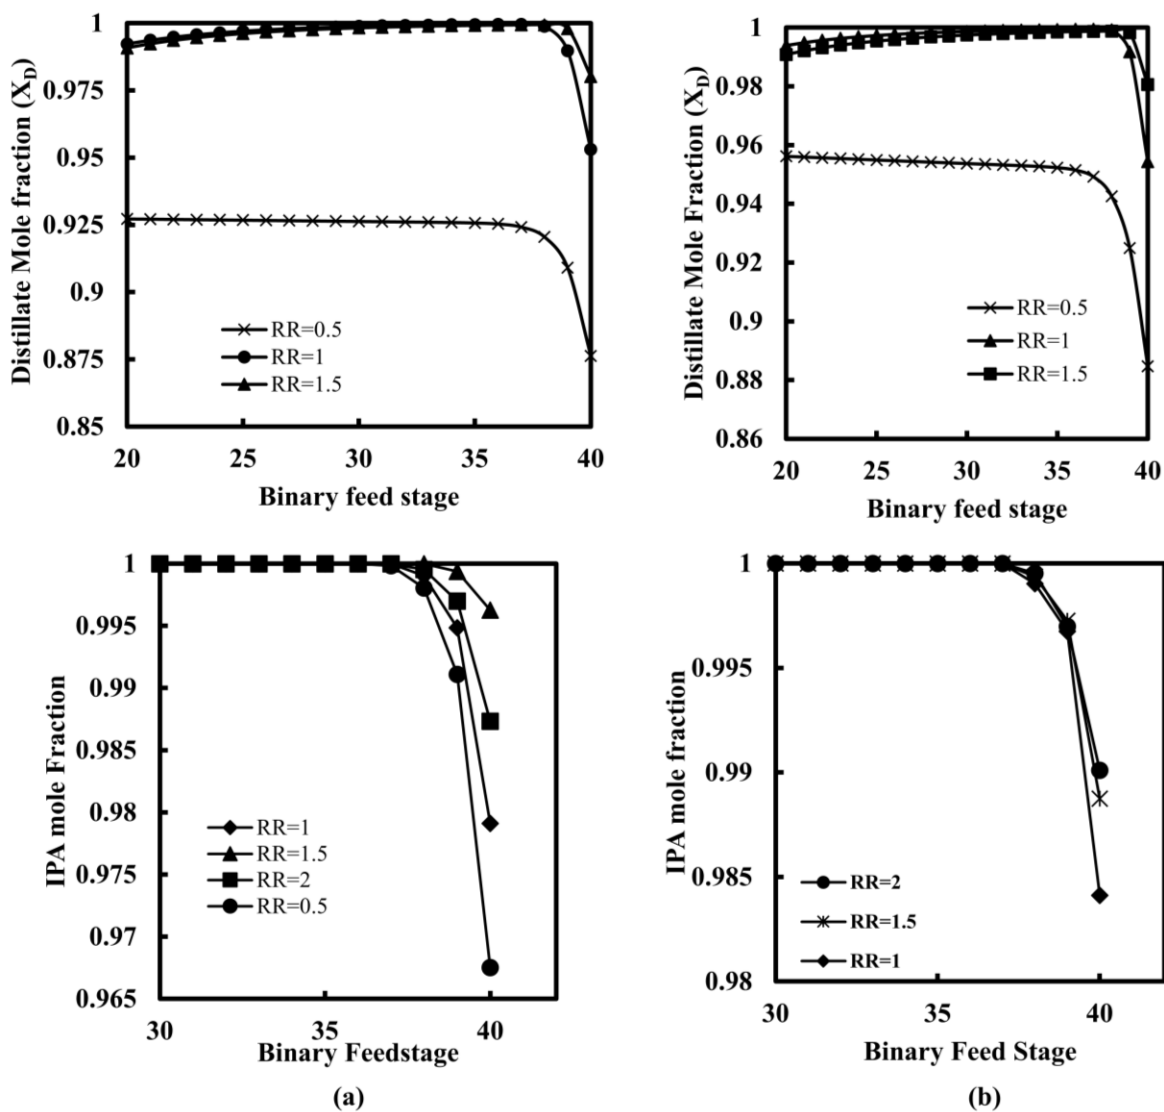 1
0.975
0.95
0.925
0.9
0.875
0.85
20
25
30
35
40
Distillate Mole fraction (X_D)
Binary feed stage
RR=0.5
RR=1
RR=1.5
1
0.98
0.96
0.94
0.92
0.9
0.88
0.86
20
25
30
35
40
Distillate Mole Fraction (X_D)
Binary feed stage
RR=0.5
RR=1
RR=1.5
1
0.995
0.99
0.985
0.98
0.975
0.97
0.965
30
35
40
IPA mole Fraction
Binary Feedstage
RR=1
RR=1.5
RR=2
RR=0.5
(a)
1
0.995
0.99
0.985
0.98
30
35
40
IPA mole fraction
Binary Feed Stage
RR=2
RR=1.5
RR=1
(b)